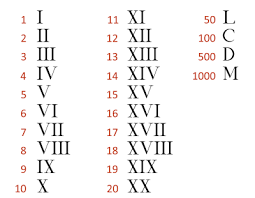 1 I
2 II
3 III
4 IV
5 V
6 VI
7 VII
8 VIII
9 IX
10 X
11 XI
12 XII
13 XIII
14 XIV
15 XV
16 XVI
17 XVII
18 XVIII
19 XIX
20 XX
50 L
100 C
500 D
1000 M